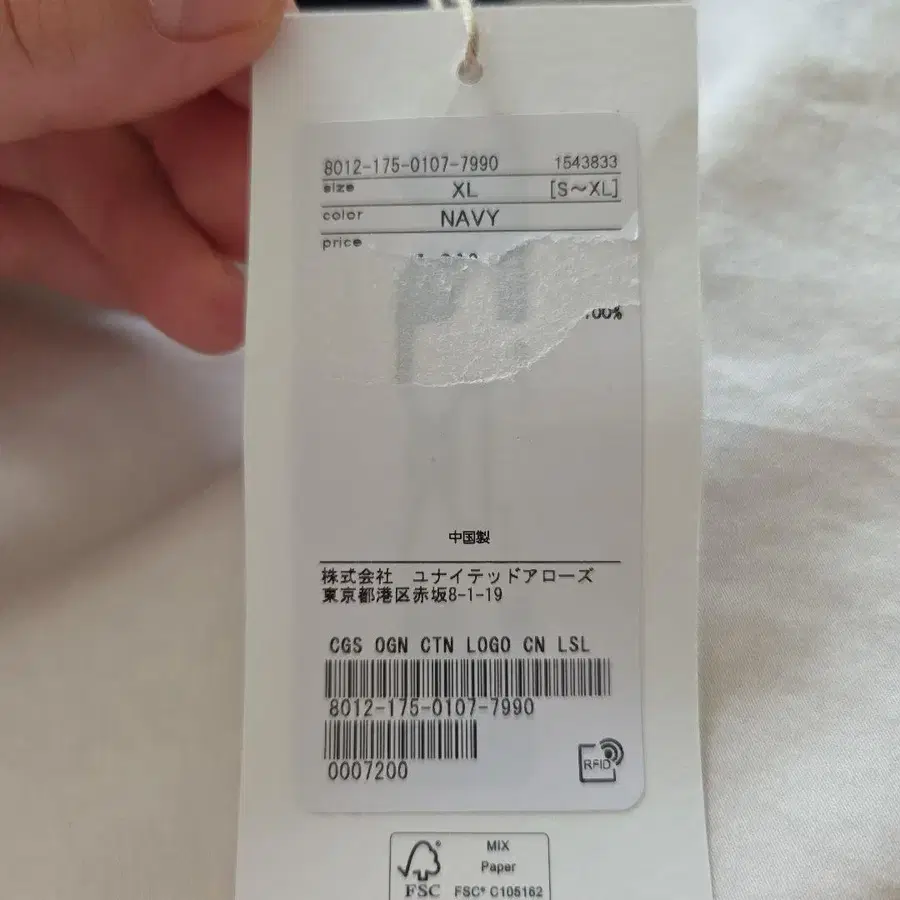 8012-175-0107-7990 1543833
size XL [S~XL]
color NAVY
price
100%
中国製
株式会社 ユナイテッドアローズ
東京都港区赤坂8-1-19
CGS OGN CTN LOGO CN LSL
8012-175-0107-7990
0007200
RFID
MIX
Paper
FSC® C105162
FSC